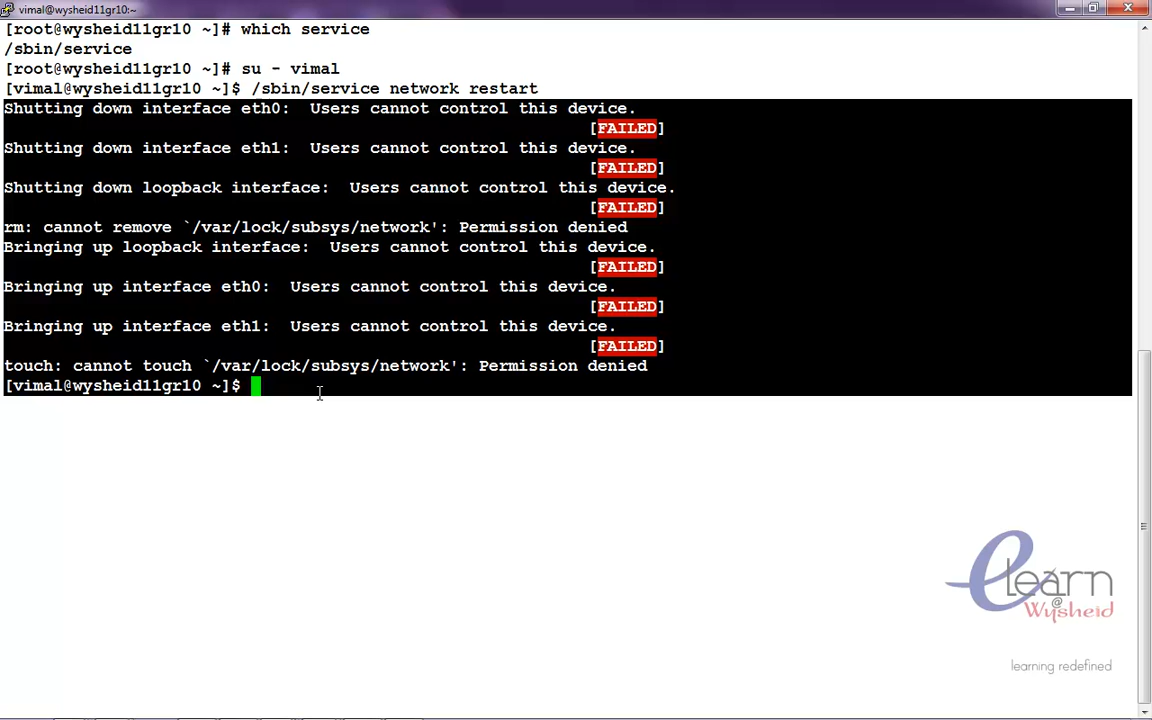 vimal@wysheid11gr10:~
[root@wysheid11gr10 ~]# which service
/sbin/service
[root@wysheid11gr10 ~]# su - vimal
[vimal@wysheid11gr10 ~]$ /sbin/service network restart
Shutting down interface eth0:  Users cannot control this device.
[FAILED]
Shutting down interface eth1:  Users cannot control this device.
[FAILED]
Shutting down loopback interface:  Users cannot control this device.
[FAILED]
rm: cannot remove `/var/lock/subsys/network': Permission denied
Bringing up loopback interface:  Users cannot control this device.
[FAILED]
Bringing up interface eth0:  Users cannot control this device.
[FAILED]
Bringing up interface eth1:  Users cannot control this device.
[FAILED]
touch: cannot touch `/var/lock/subsys/network': Permission denied
[vimal@wysheid11gr10 ~]$
eLearn
@
Wysheid
learning redefined